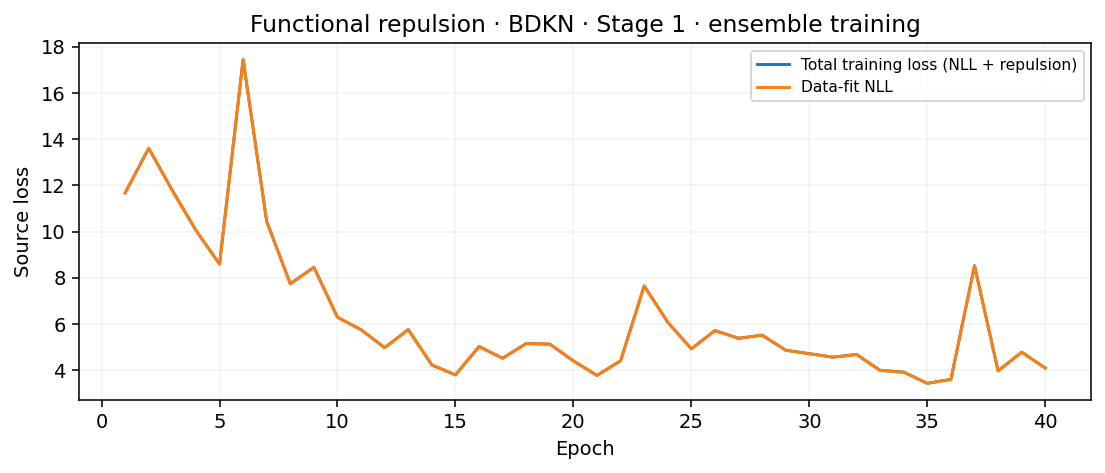 Functional repulsion · BDKN · Stage 1 · ensemble training
Total training loss (NLL + repulsion)
Data-fit NLL
Source loss
18
16
14
12
10
8
6
4
0 5 10 15 20 25 30 35 40
Epoch